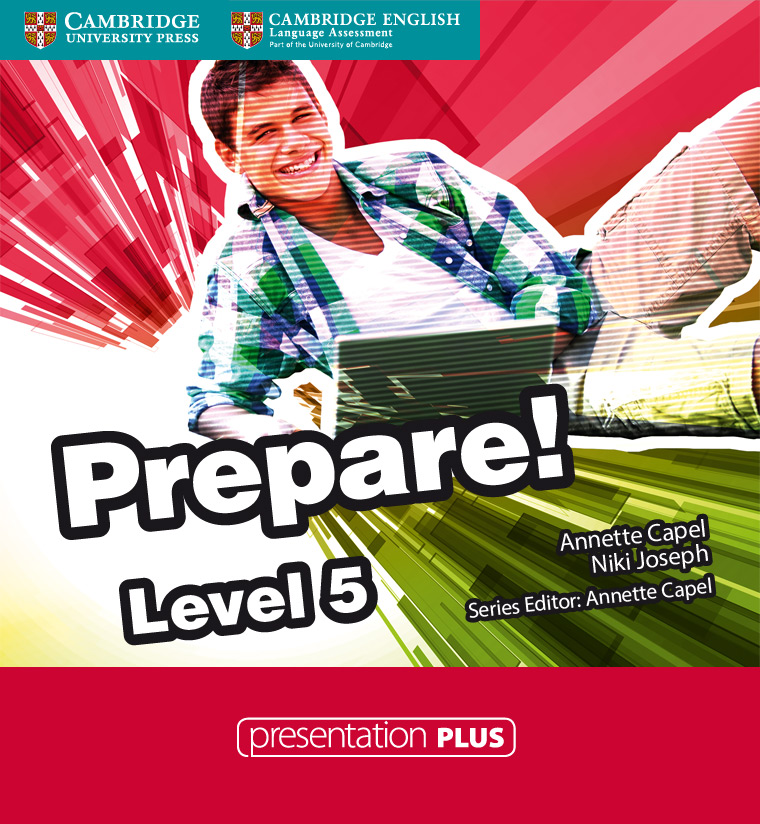 CAMBRIDGE
UNIVERSITY PRESS
CAMBRIDGE ENGLISH
Language Assessment
Part of the University of Cambridge
Prepare!
Level 5
Annette Capel
Niki Joseph
Series Editor: Annette Capel
presentation PLUS